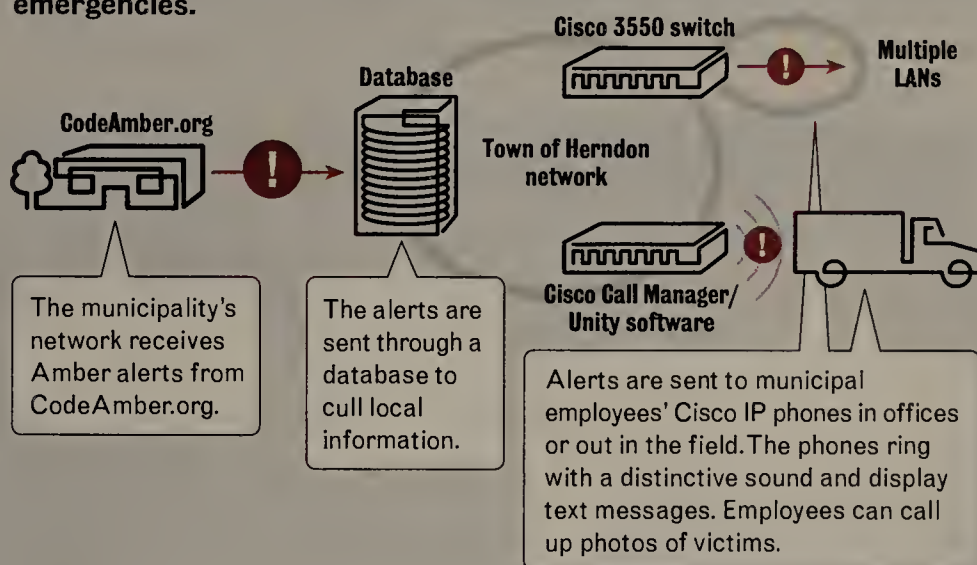 emergencies.
Cisco 3550 switch
Multiple
LANs
Database
CodeAmber.org
Town of Herndon
network
Cisco Call Manager/
Unity software
The municipality's
network receives
Amber alerts from
CodeAmber.org.
The alerts are
sent through a
database to
cull local
information.
Alerts are sent to municipal
employees' Cisco IP phones in offices
or out in the field. The phones ring
with a distinctive sound and display
text messages. Employees can call
up photos of victims.
!
!
!